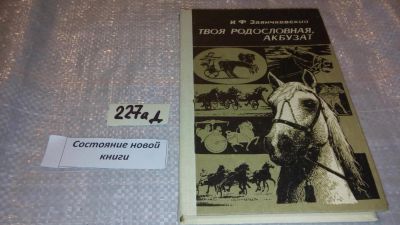 И Ф Заянчковский
ТВОЯ РОДОСЛОВНАЯ,
АКБУЗАТ
227аД
Состояние новой
книги